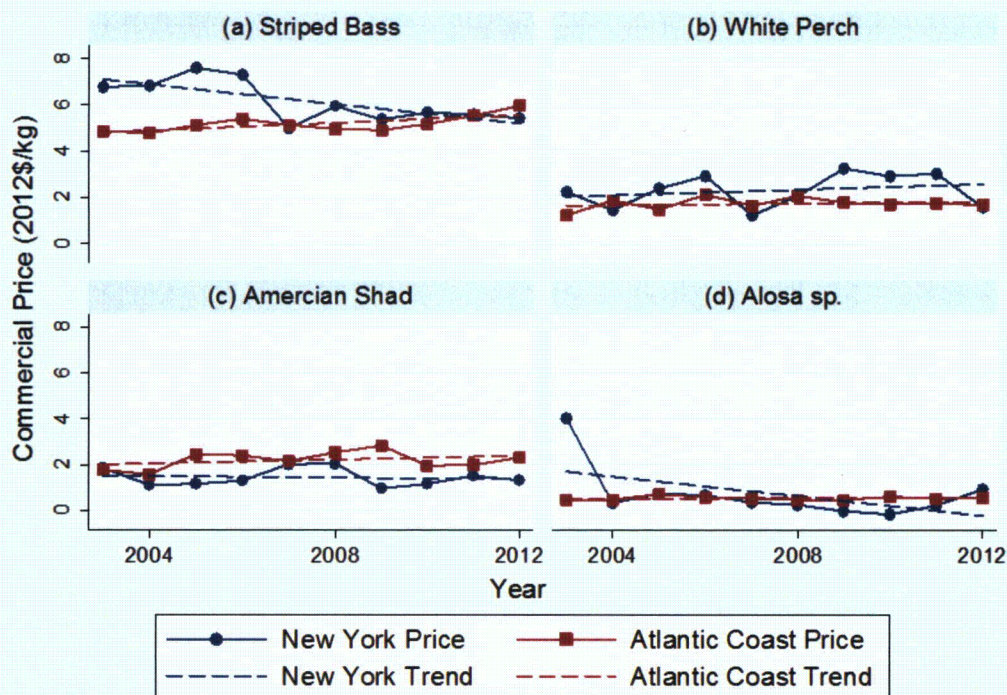 (a) Striped Bass
(b) White Perch
8
6
4
2
0
Commercial Price (2012$/kg)
(c) Amercian Shad
(d) Alosa sp.
8
6
4
2
0
2004 2008 2012
2004 2008 2012
Year
New York Price
Atlantic Coast Price
New York Trend
Atlantic Coast Trend